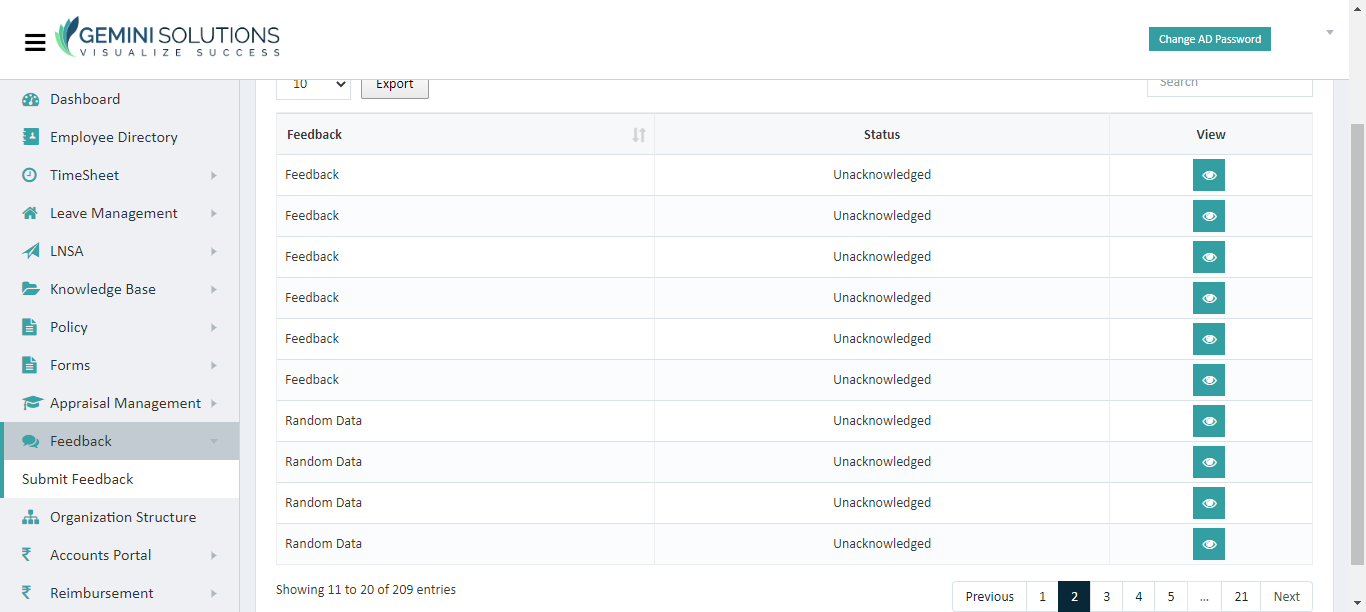 GEMINI SOLUTIONS
VISUALIZE SUCCESS
Change AD Password
Dashboard
Employee Directory
TimeSheet
Leave Management
LNSA
Knowledge Base
Policy
Forms
Appraisal Management
Feedback
Submit Feedback
Organization Structure
Accounts Portal
Reimbursement
10 Export Search
Feedback Status View
Feedback Unacknowledged
Feedback Unacknowledged
Feedback Unacknowledged
Feedback Unacknowledged
Feedback Unacknowledged
Feedback Unacknowledged
Random Data Unacknowledged
Random Data Unacknowledged
Random Data Unacknowledged
Random Data Unacknowledged
Showing 11 to 20 of 209 entries
Previous 1 2 3 4 5 ... 21 Next